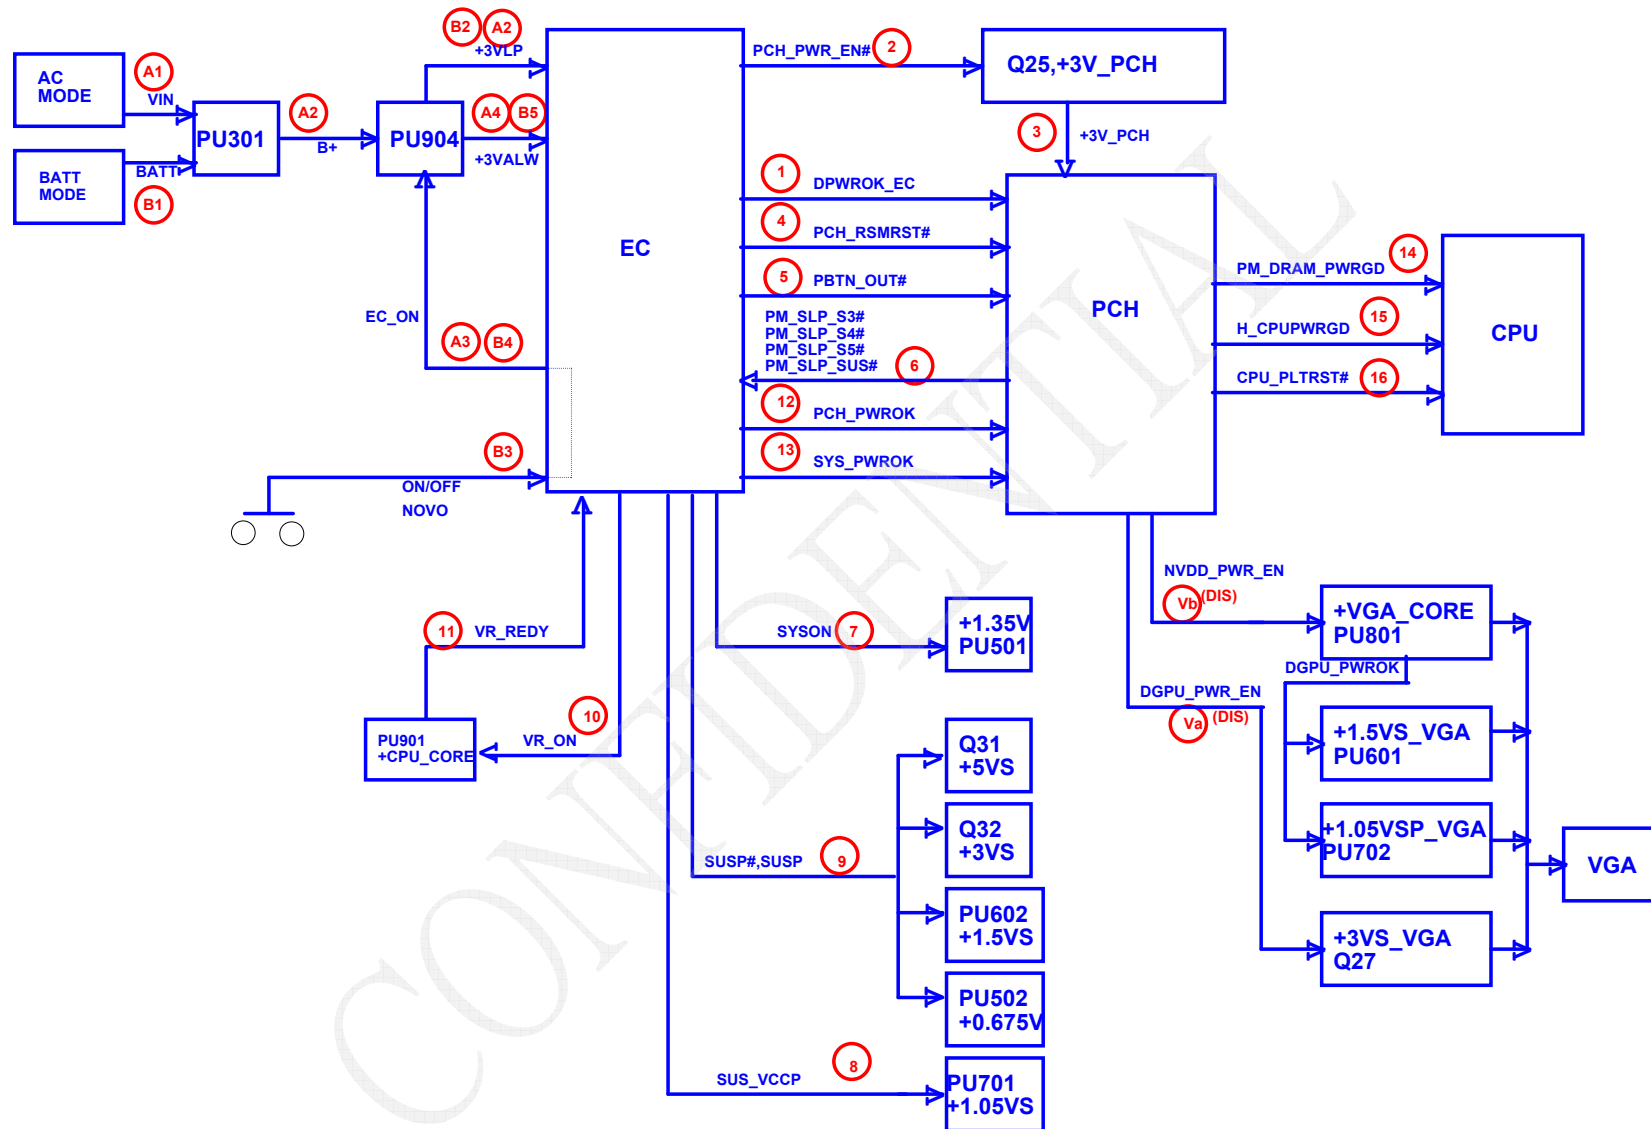 B2
A2
+3VLP
AC
MODE
A1
VIN
BATT
MODE
BATT
B1
PU301
A2
B+
PU904
A4
B5
+3VALW
EC_ON
A3
B4
B3
ON/OFF
NOVO
EC
PCH_PWR_EN#
2
Q25,+3V_PCH
3
+3V_PCH
1
DPWROK_EC
4
PCH_RSMRST#
5
PBTN_OUT#
PM_SLP_S3#
PM_SLP_S4#
PM_SLP_S5#
PM_SLP_SUS#
6
12
PCH_PWROK
13
SYS_PWROK
PCH
14
PM_DRAM_PWRGD
15
H_CPUPWRGD
CPU_PLTRST#
16
CPU
11
VR_REDY
10
VR_ON
PU901
+CPU_CORE
SYSON
7
+1.35V
PU501
Q31
+5VS
Q32
+3VS
SUSP#,SUSP
9
PU602
+1.5VS
PU502
+0.675V
SUS_VCCP
8
PU701
+1.05VS
NVDD_PWR_EN
Vb
(DIS)
DGPU_PWR_EN
Va
(DIS)
+VGA_CORE
PU801
DGPU_PWROK
+1.5VS_VGA
PU601
+1.05VSP_VGA
PU702
+3VS_VGA
Q27
VGA
CONFIDENTIAL